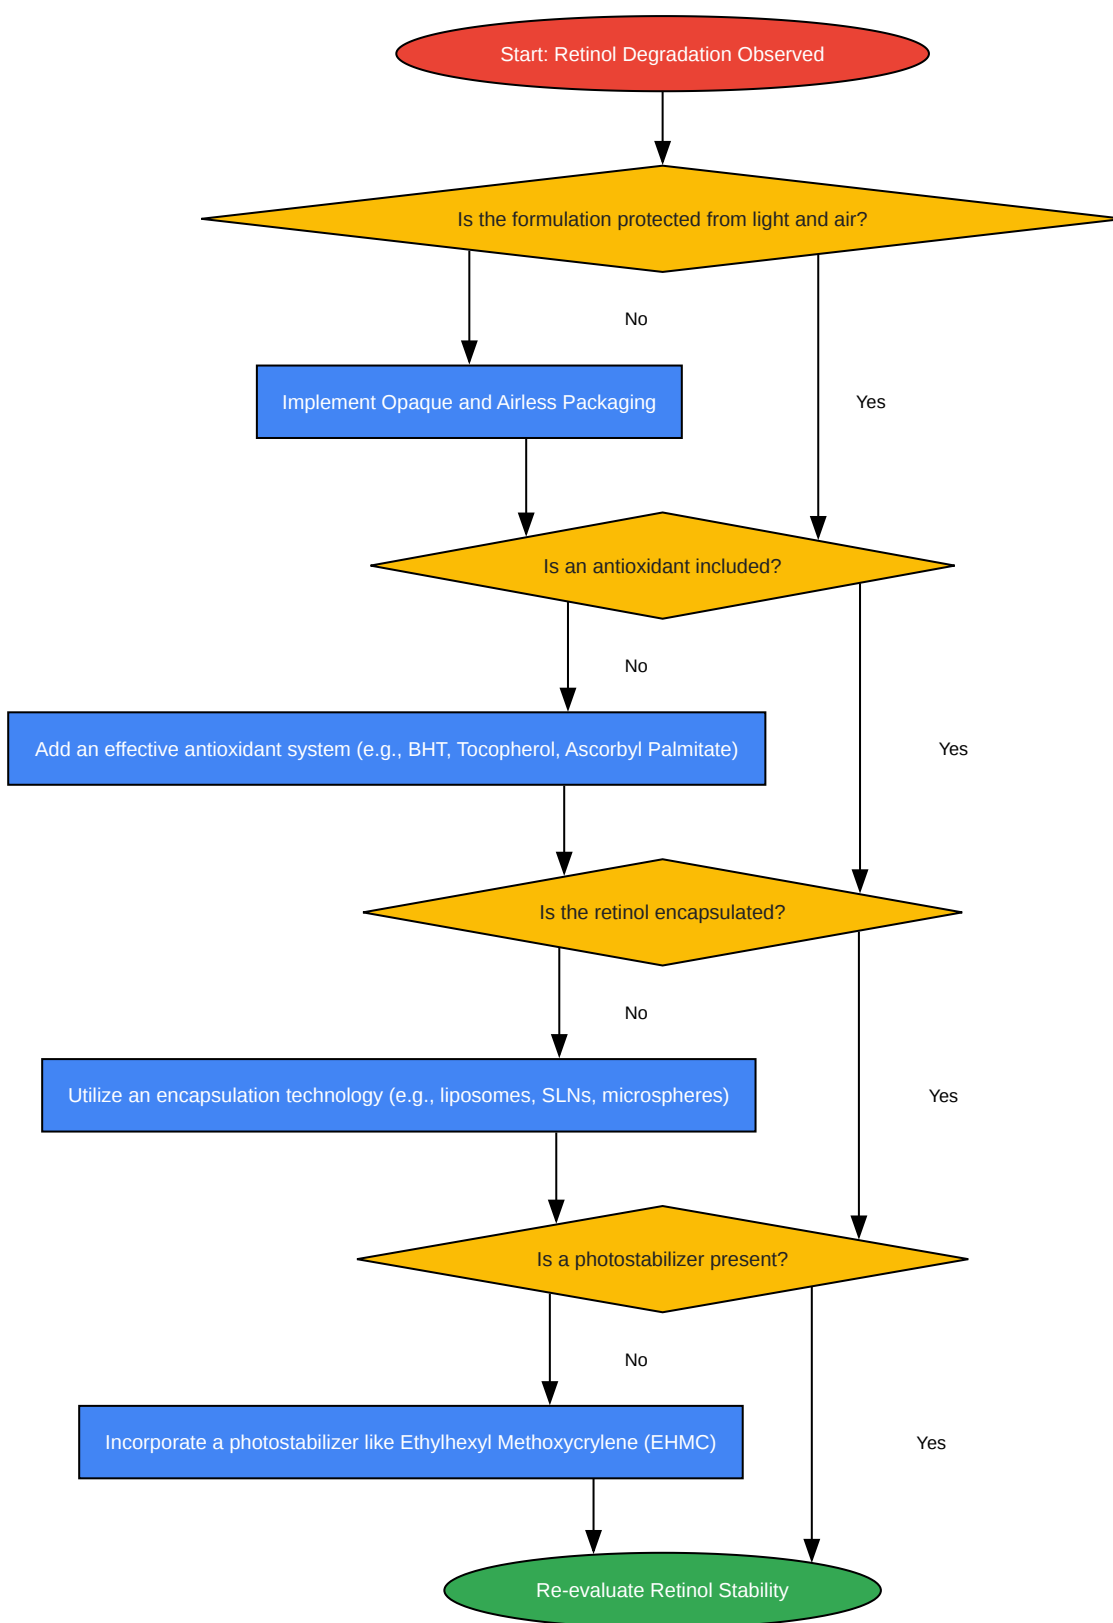 Start: Retinol Degradation Observed
Is the formulation protected from light and air?
No
Implement Opaque and Airless Packaging
Yes
Is an antioxidant included?
No
Add an effective antioxidant system (e.g., BHT, Tocopherol, Ascorbyl Palmitate)
Yes
Is the retinol encapsulated?
No
Utilize an encapsulation technology (e.g., liposomes, SLNs, microspheres)
Yes
Is a photostabilizer present?
No
Incorporate a photostabilizer like Ethylhexyl Methoxycrylene (EHMC)
Yes
Re-evaluate Retinol Stability